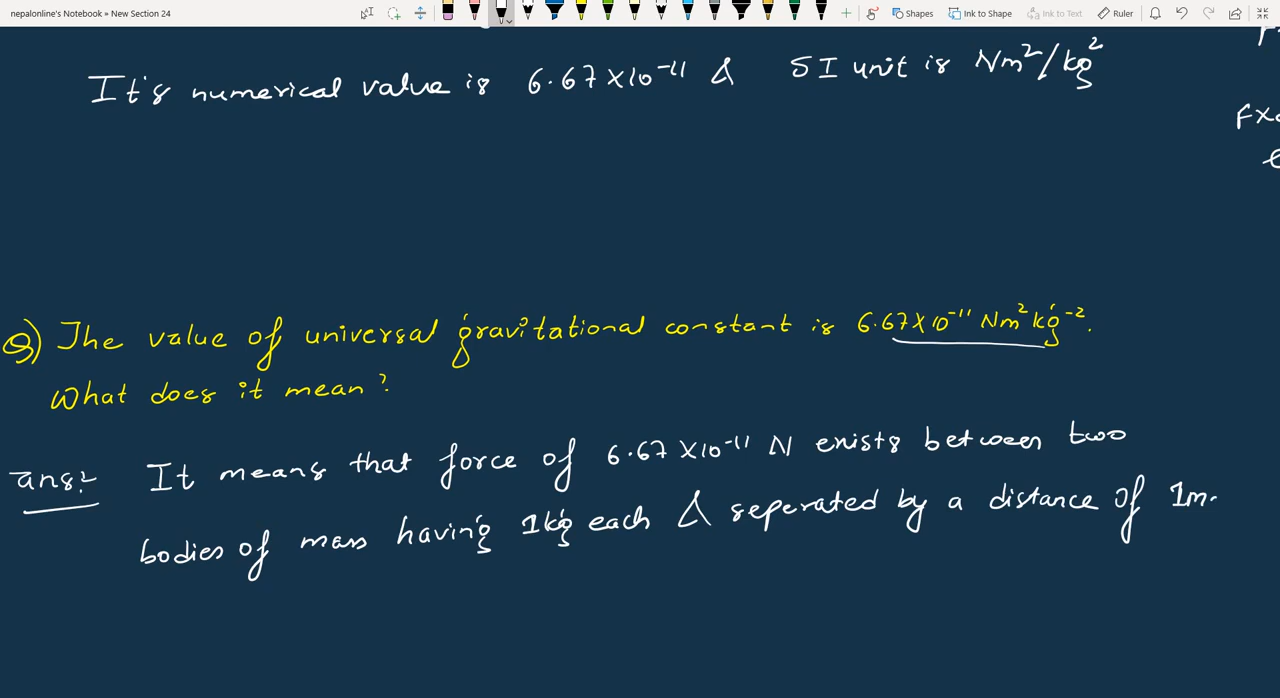 nepalonline's Notebook » New Section 24
Shapes Ink to Shape Ink to Text Ruler
It's numerical value is 6.67×10⁻¹¹ & SI unit is Nm²/kg²
Q) The value of universal gravitational constant is 6.67×10⁻¹¹ Nm²kg⁻².
What does it mean?
ans:- It means that force of 6.67×10⁻¹¹ N exists between two
bodies of mass having 1kg each & seperated by a distance of 1m.